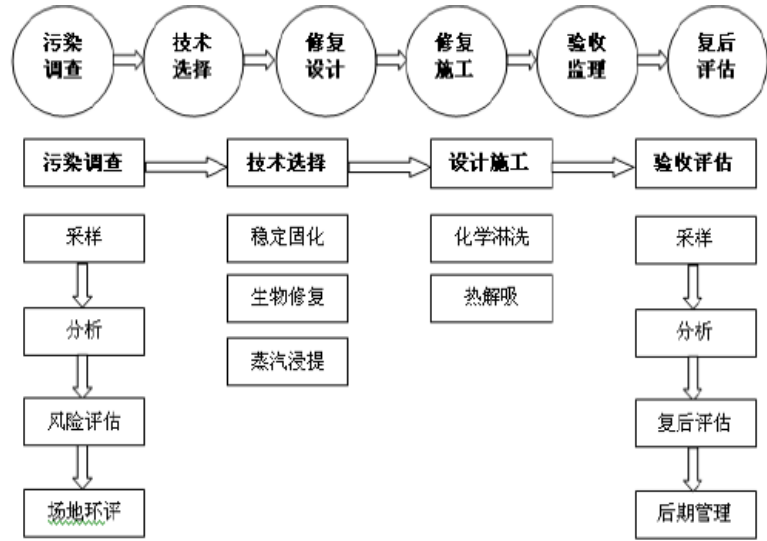 污染
调查
技术
选择
修复
设计
修复
施工
验收
监理
复后
评估
污染调查
技术选择
设计施工
验收评估
采样
分析
风险评估
场地环评
稳定固化
生物修复
蒸汽浸提
化学淋洗
热解吸
采样
分析
复后评估
后期管理